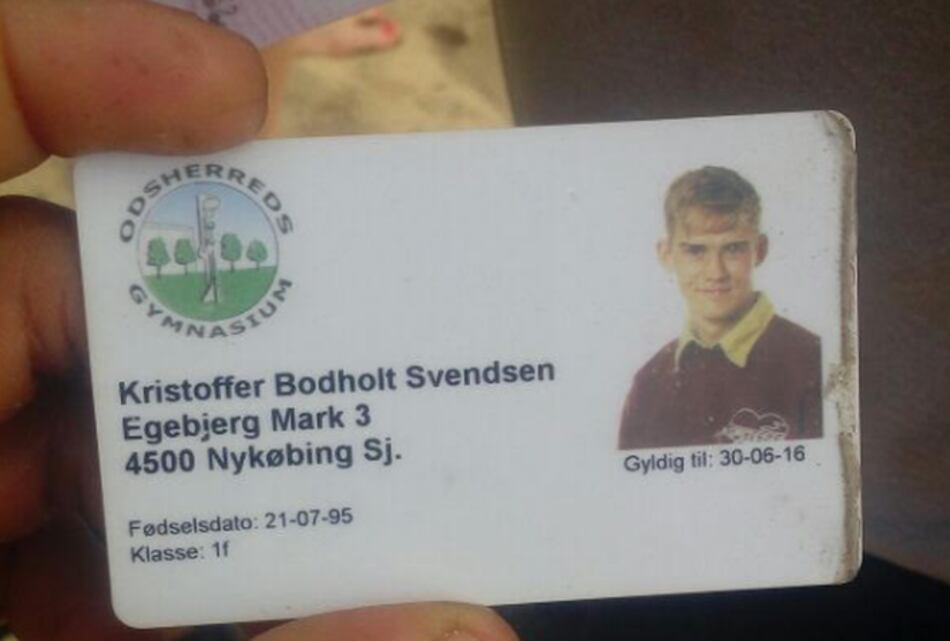 ODSHERREDS
GYMNASIUM
Kristoffer Bodholt Svendsen
Egebjerg Mark 3
4500 Nykøbing Sj.
Gyldig til: 30-06-16
Fødselsdato: 21-07-95
Klasse: 1f